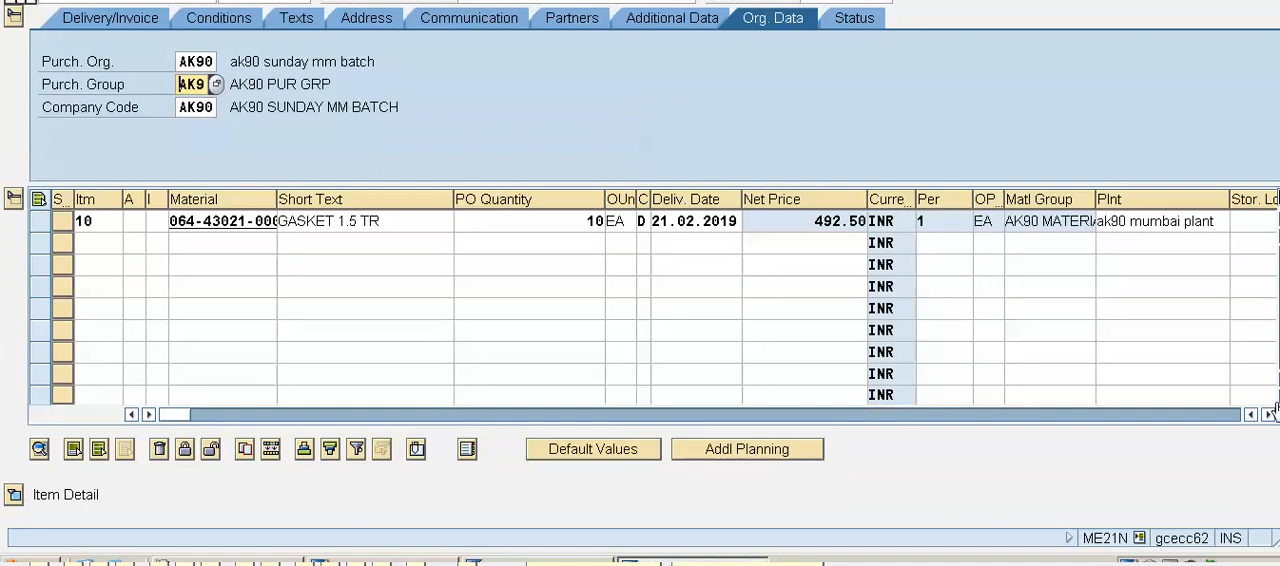 Delivery/Invoice Conditions Texts Address Communication Partners Additional Data Org. Data Status
Purch. Org. AK90 ak90 sunday mm batch
Purch. Group AK9 AK90 PUR GRP
Company Code AK90 AK90 SUNDAY MM BATCH
S... Itm A I Material Short Text PO Quantity OUn C Deliv. Date Net Price Curre... Per OP... Matl Group Plnt Stor. Lo
10 064-43021-000 GASKET 1.5 TR 10 EA D 21.02.2019 492.50 INR 1 EA AK90 MATERI ak90 mumbai plant
INR
INR
INR
INR
INR
INR
INR
INR
Default Values Addl Planning
Item Detail
ME21N gcecc62 INS